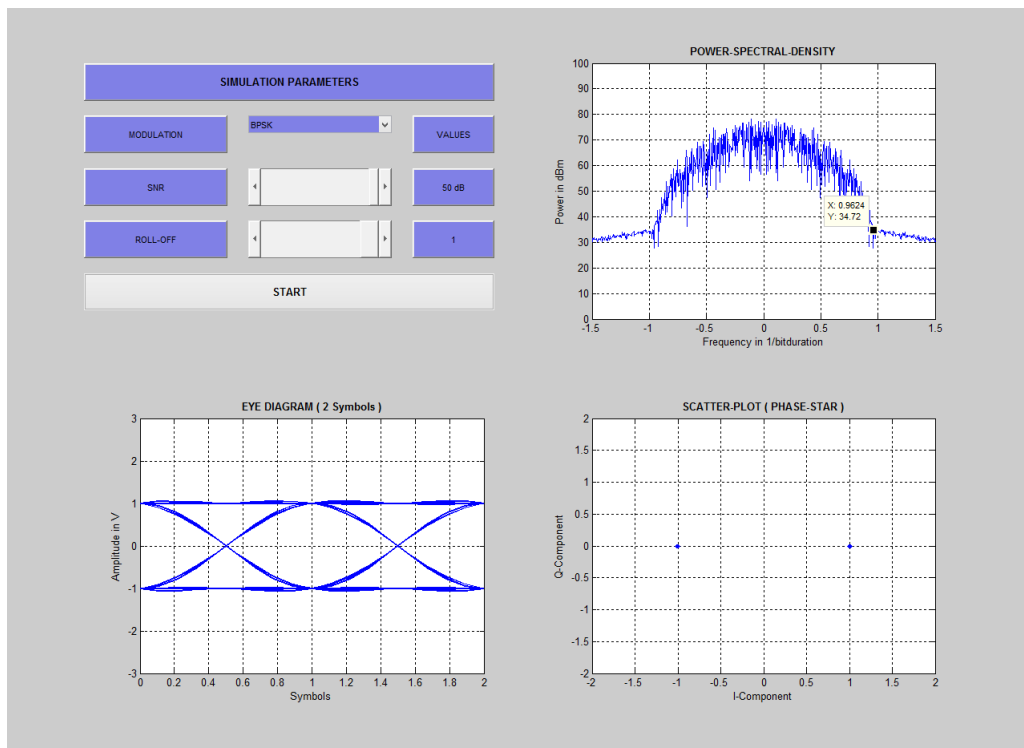 SIMULATION PARAMETERS
MODULATION
BPSK
VALUES
SNR
50 dB
ROLL-OFF
1
START
POWER-SPECTRAL-DENSITY
Power in dBm
100
90
80
70
60
50
40
30
20
10
0
X: 0.9624
Y: 34.72
-1.5 -1 -0.5 0 0.5 1 1.5
Frequency in 1/bitduration
EYE DIAGRAM ( 2 Symbols )
Amplitude in V
3
2
1
0
-1
-2
-3
0 0.2 0.4 0.6 0.8 1 1.2 1.4 1.6 1.8 2
Symbols
SCATTER-PLOT ( PHASE-STAR )
Q-Component
2
1.5
1
0.5
0
-0.5
-1
-1.5
-2
-2 -1.5 -1 -0.5 0 0.5 1 1.5 2
I-Component